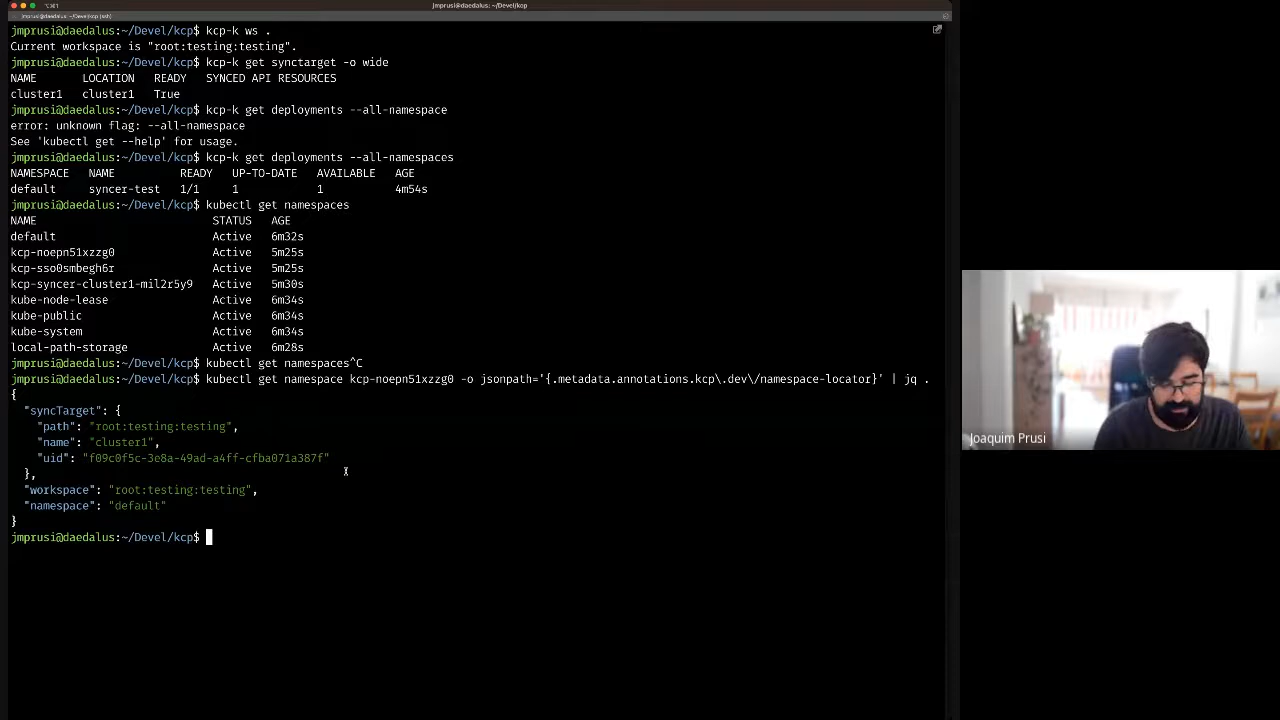 ⌥⌘1
jmprusi@daedalus:~/Devel/kcp
jmprusi@daedalus:~/Devel/kcp (ssh)
jmprusi@daedalus:~/Devel/kcp$ kcp-k ws .
Current workspace is "root:testing:testing".
jmprusi@daedalus:~/Devel/kcp$ kcp-k get synctarget -o wide
NAME LOCATION READY SYNCED API RESOURCES
cluster1 cluster1 True
jmprusi@daedalus:~/Devel/kcp$ kcp-k get deployments --all-namespace
error: unknown flag: --all-namespace
See 'kubectl get --help' for usage.
jmprusi@daedalus:~/Devel/kcp$ kcp-k get deployments --all-namespaces
NAMESPACE NAME READY UP-TO-DATE AVAILABLE AGE
default syncer-test 1/1 1 1 4m54s
jmprusi@daedalus:~/Devel/kcp$ kubectl get namespaces
NAME STATUS AGE
default Active 6m32s
kcp-noepn51xzzg0 Active 5m25s
kcp-sso0smbegh6r Active 5m25s
kcp-syncer-cluster1-mil2r5y9 Active 5m30s
kube-node-lease Active 6m34s
kube-public Active 6m34s
kube-system Active 6m34s
local-path-storage Active 6m28s
jmprusi@daedalus:~/Devel/kcp$ kubectl get namespaces^C
jmprusi@daedalus:~/Devel/kcp$ kubectl get namespace kcp-noepn51xzzg0 -o jsonpath='{.metadata.annotations.kcp\.dev\/namespace-locator}' | jq .
{
"syncTarget": {
"path": "root:testing:testing",
"name": "cluster1",
"uid": "f09c0f5c-3e8a-49ad-a4ff-cfba071a387f"
},
"workspace": "root:testing:testing",
"namespace": "default"
}
jmprusi@daedalus:~/Devel/kcp$
Joaquim Prusi